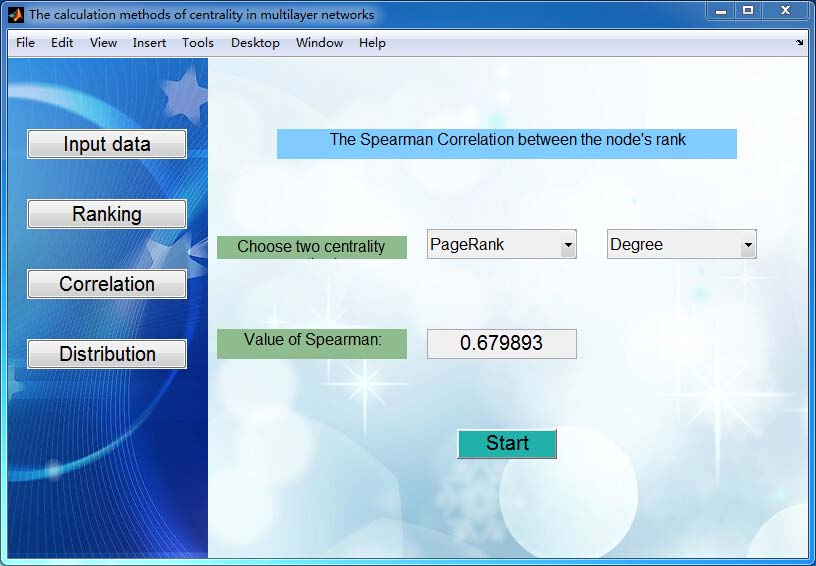 The calculation methods of centrality in multilayer networks
File Edit View Insert Tools Desktop Window Help
Input data
Ranking
Correlation
Distribution
The Spearman Correlation between the node's rank
Choose two centrality
PageRank
Degree
Value of Spearman:
0.679893
Start